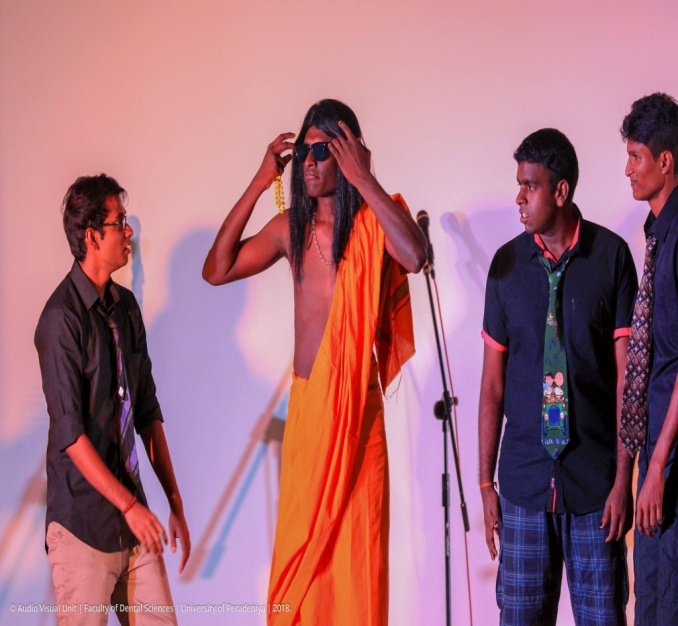 © Audio Visual Unit | Faculty of Dental Sciences | University of Peradeniya | 2018.